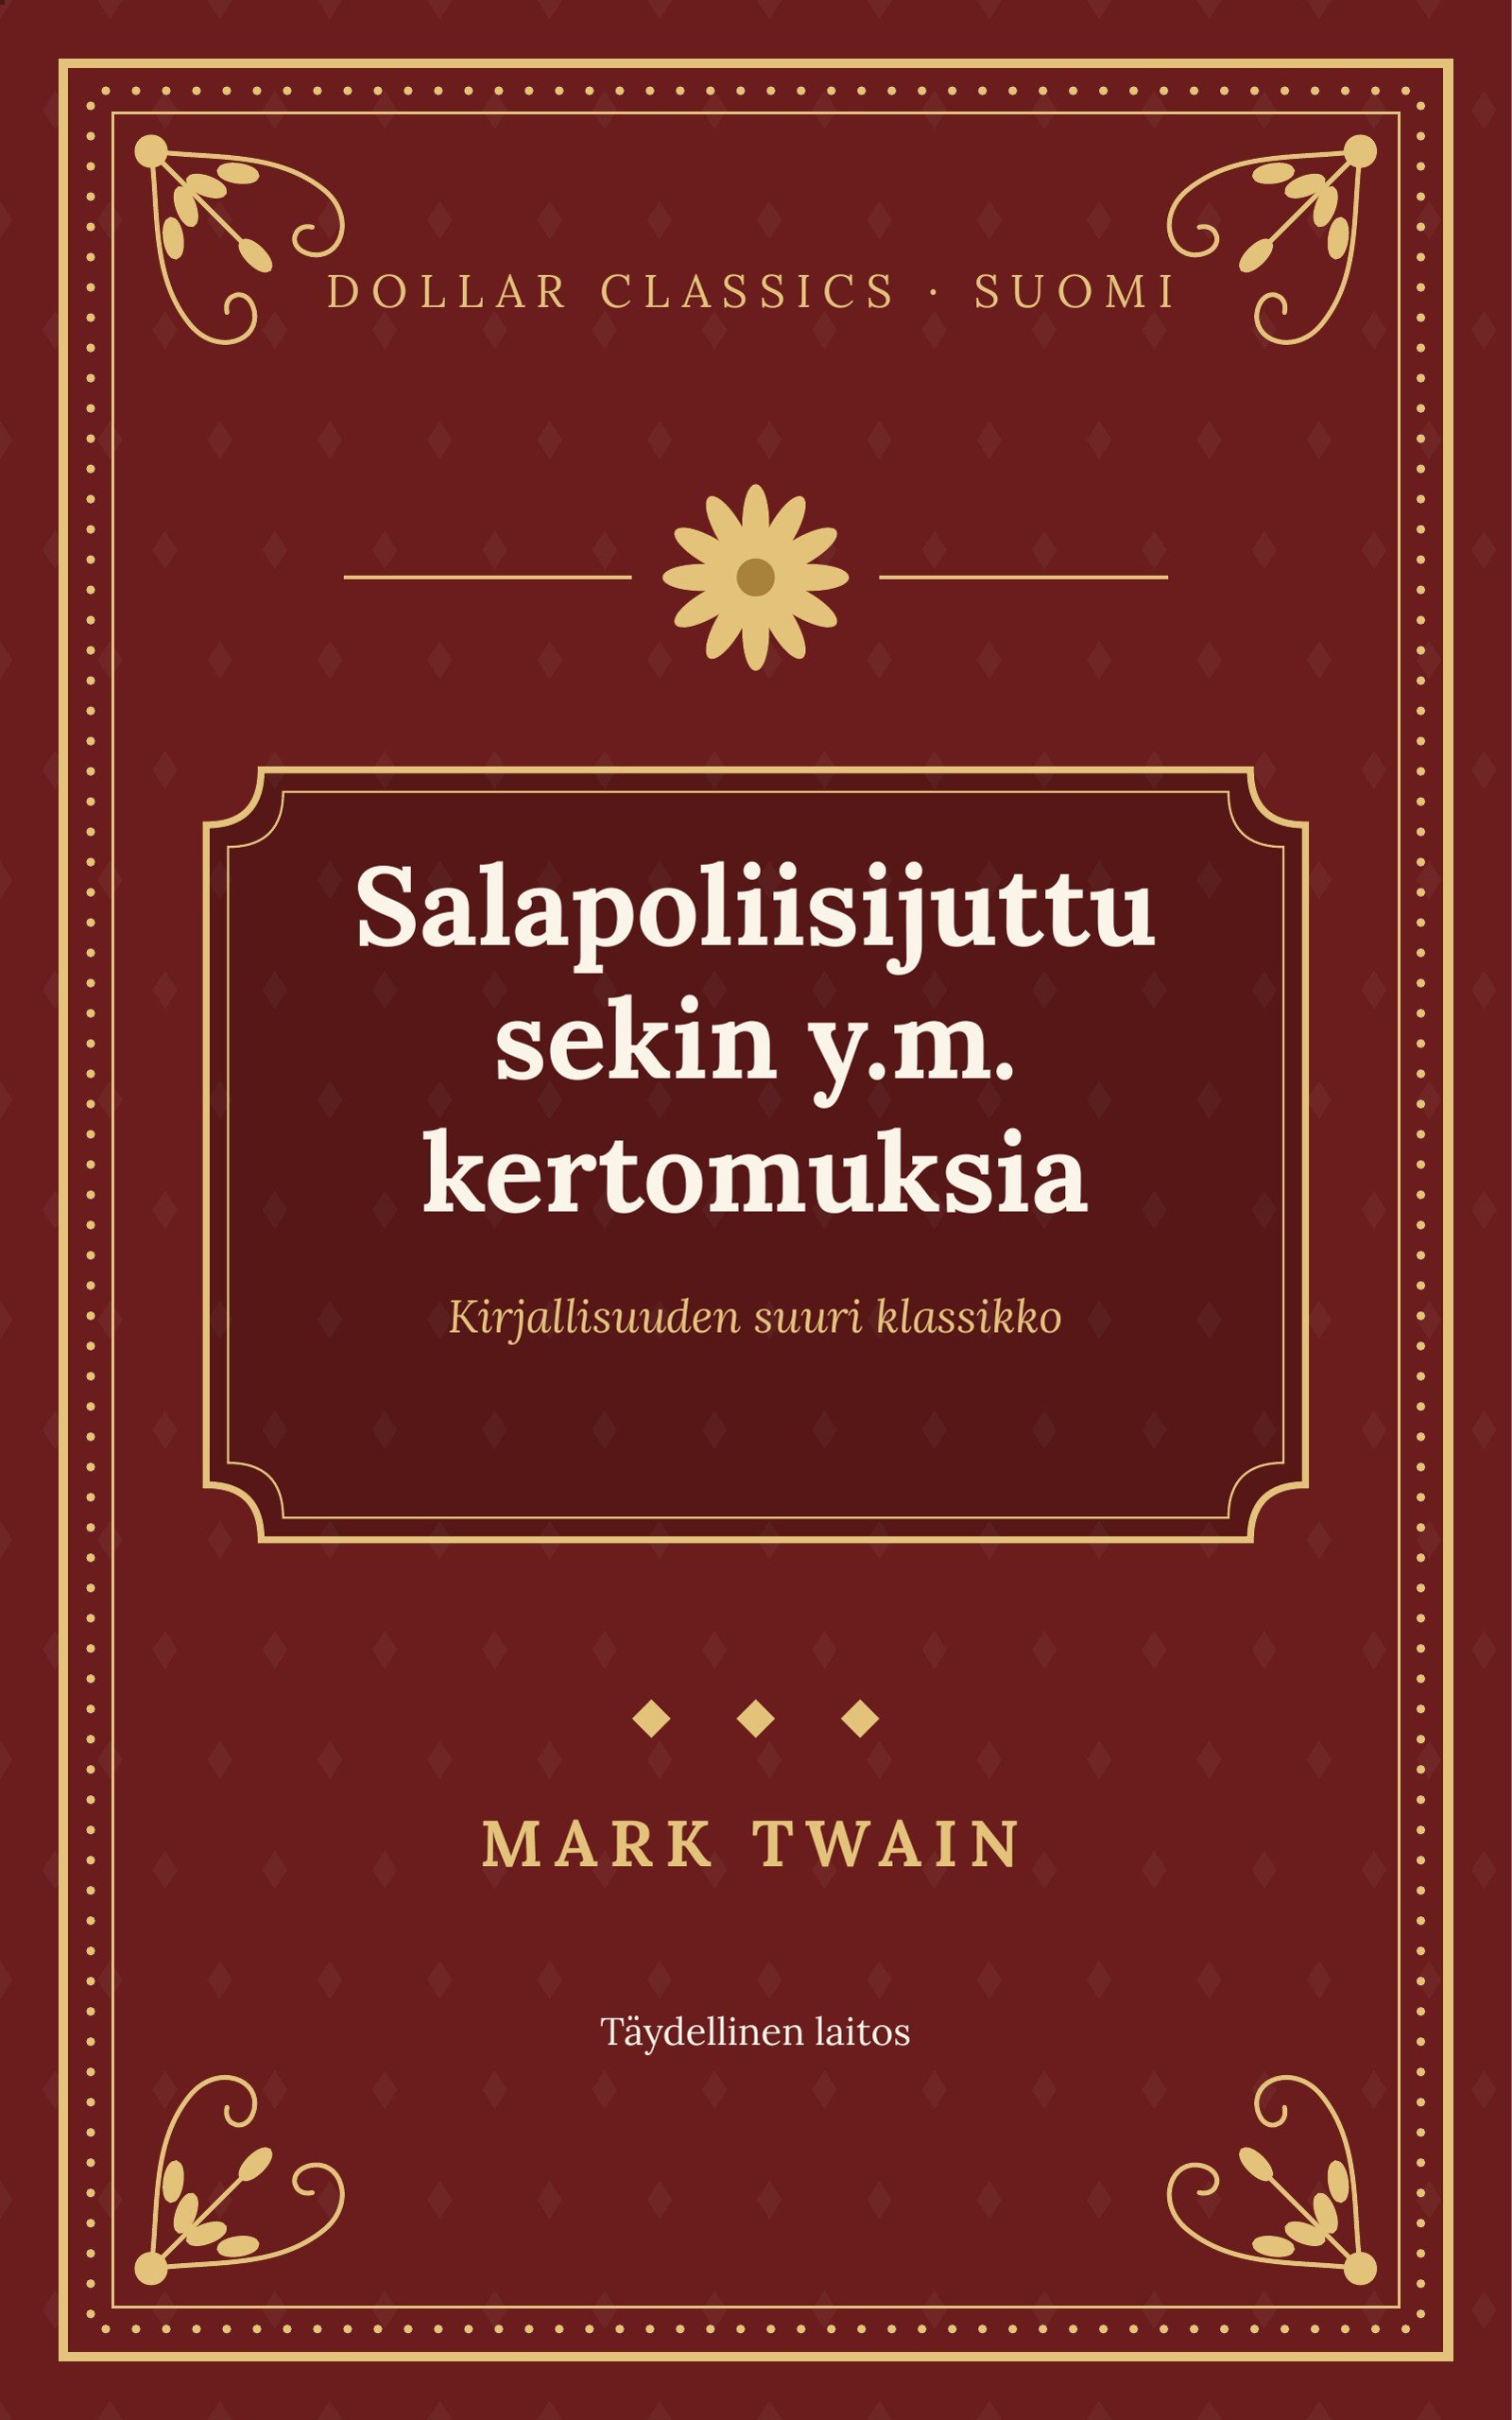 DOLLAR CLASSICS · SUOMI
Salapoliisijuttu
sekin y.m.
kertomuksia
Kirjallisuuden suuri klassikko
MARK TWAIN
Täydellinen laitos